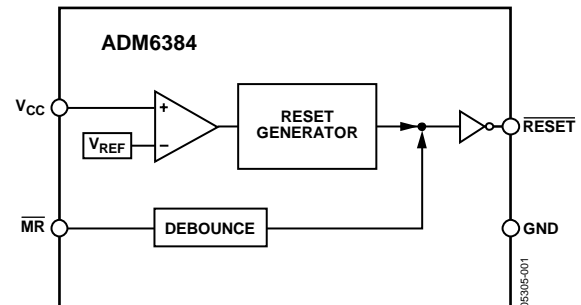 ADM6384
VCC
+
RESET
GENERATOR
RESET
VREF
−
MR
DEBOUNCE
GND
05305-001